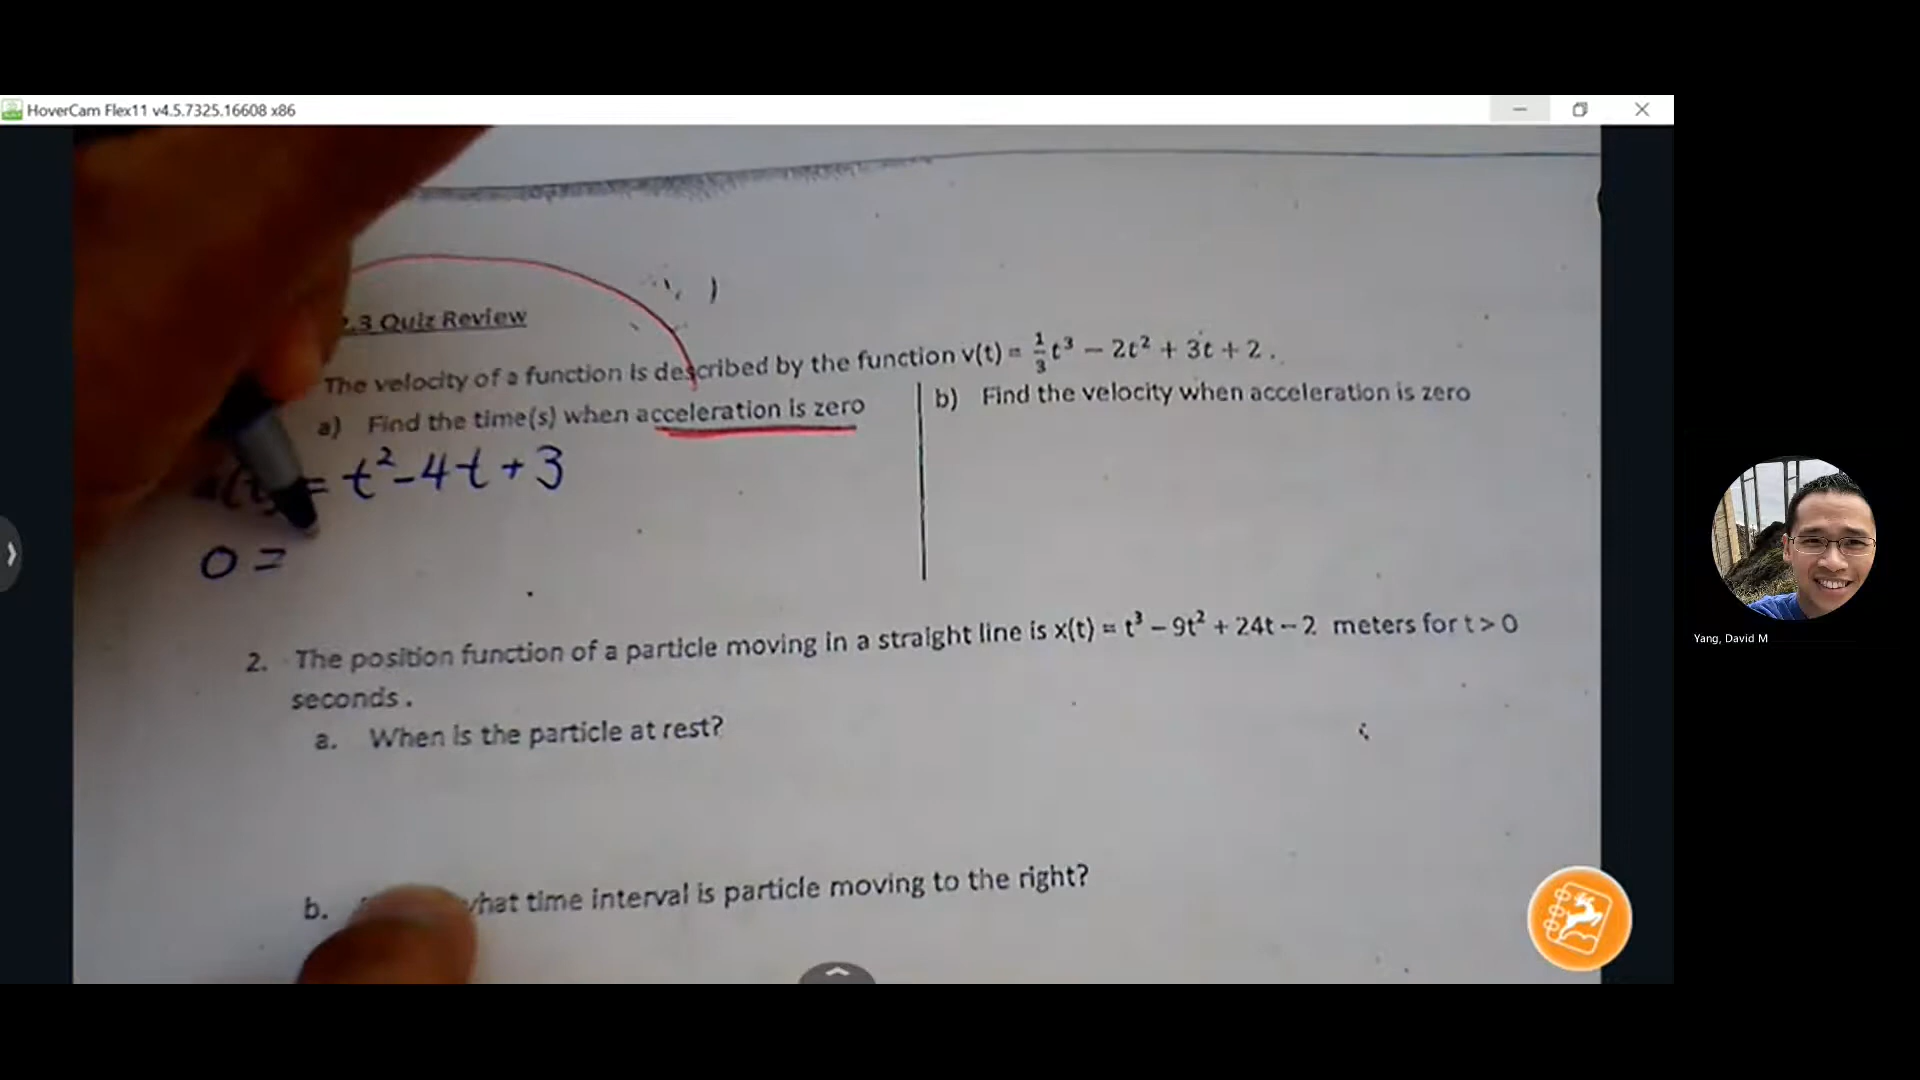 HoverCam Flex11 v4.5.7325.16608 x86
2.3 Quiz Review
The velocity of a function is described by the function v(t) = 1/3 t³ − 2t² + 3t + 2.
a) Find the time(s) when acceleration is zero
b) Find the velocity when acceleration is zero
= t² - 4t + 3
0 =
2. The position function of a particle moving in a straight line is x(t) = t³ − 9t² + 24t − 2 meters for t > 0
seconds.
a. When is the particle at rest?
b. what time interval is particle moving to the right?
Yang, David M